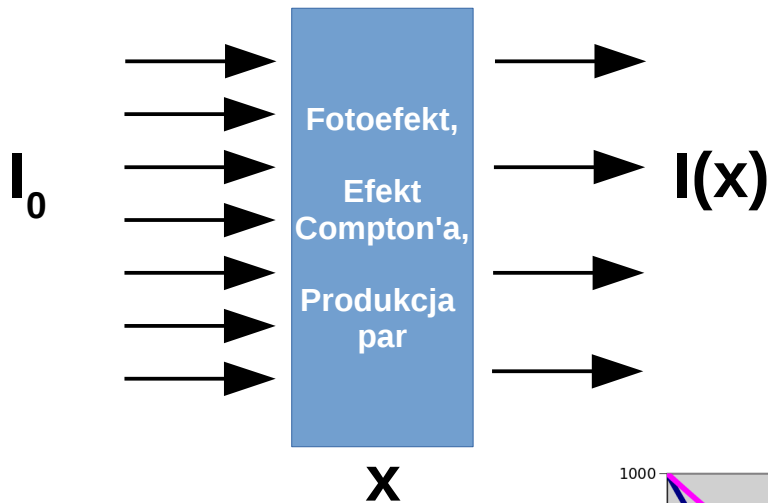 Fotoefekt,
Efekt
Compton'a,
Produkcja
par
I0
I(x)
x
1000